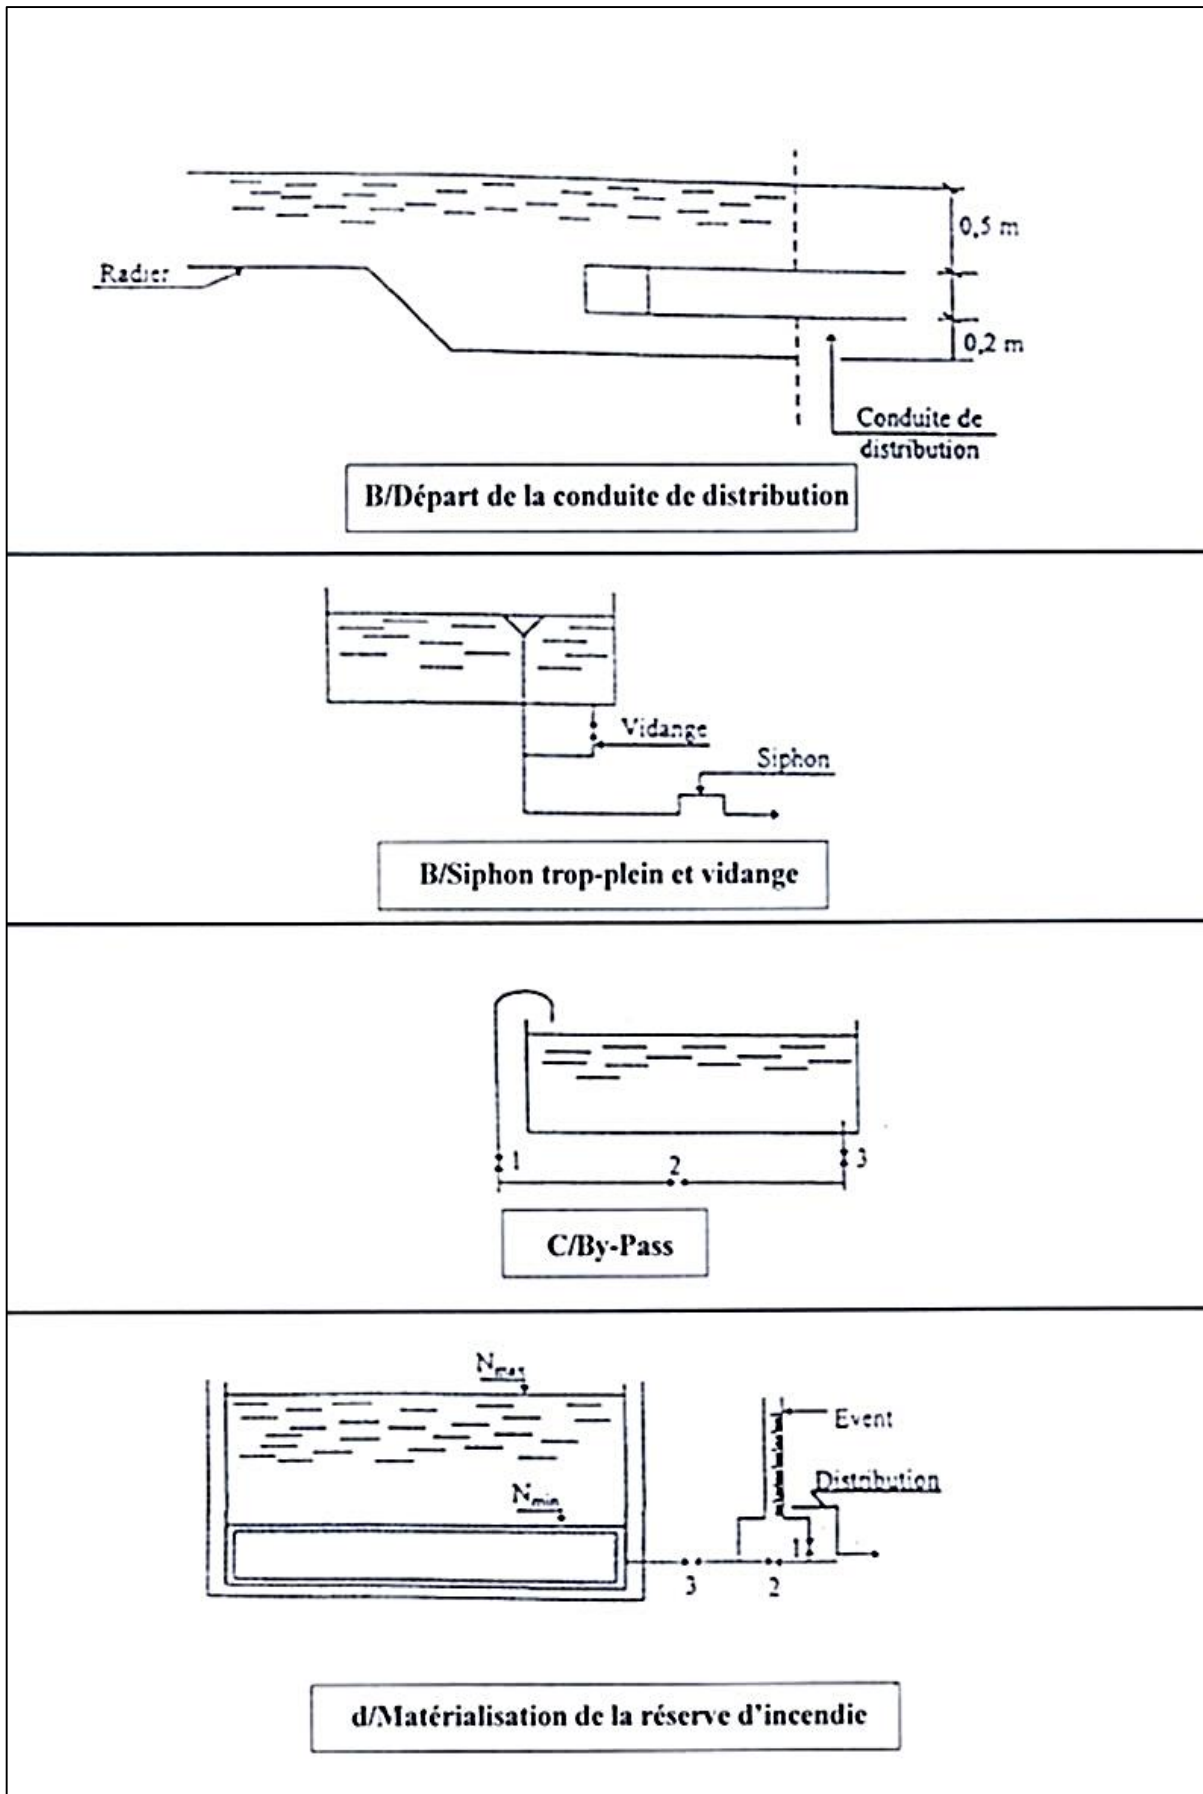 0,5 m
Radier
0,2 m
Conduite de
distribution
B/Départ de la conduite de distribution
Vidange
Siphon
B/Siphon trop-plein et vidange
1
2
3
C/By-Pass
Nmax
Event
Distribution
Nmin
1
3
2
d/Matérialisation de la réserve d'incendie